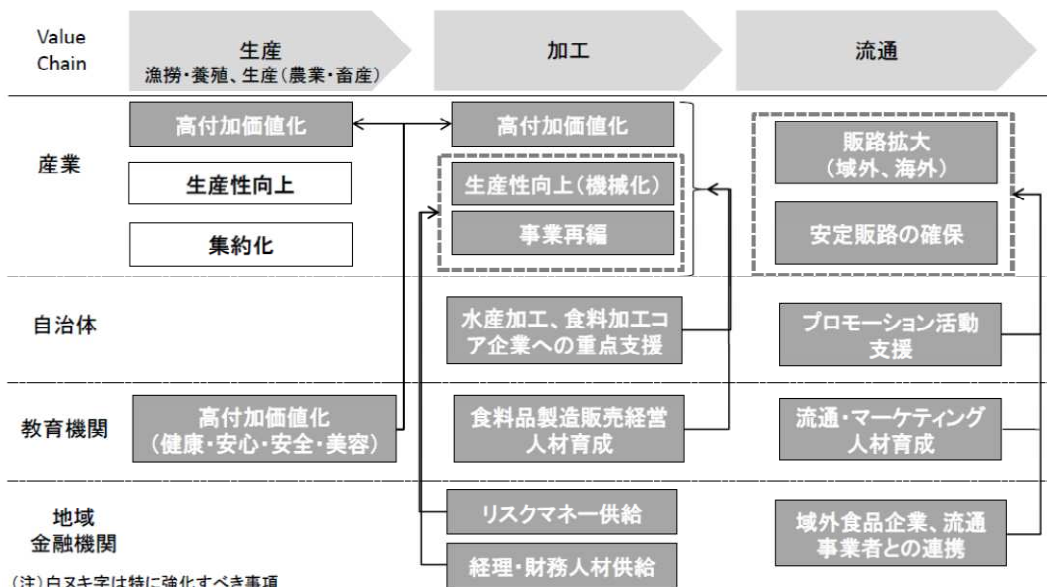 Value
Chain
生産
漁撈・養殖、生産(農業・畜産)
加工
流通
産業
高付加価値化
生産性向上
集約化
高付加価値化
生産性向上(機械化)
事業再編
販路拡大
(域外、海外)
安定販路の確保
自治体
水産加工、食料加工コ
ア企業への重点支援
プロモーション活動
支援
教育機関
高付加価値化
(健康・安心・安全・美容)
食料品製造販売経営
人材育成
流通・マーケティング
人材育成
地域
金融機関
リスクマネー供給
経理・財務人材供給
域外食品企業、流通
事業者との連携
(注)白ヌキ字は特に強化すべき事項